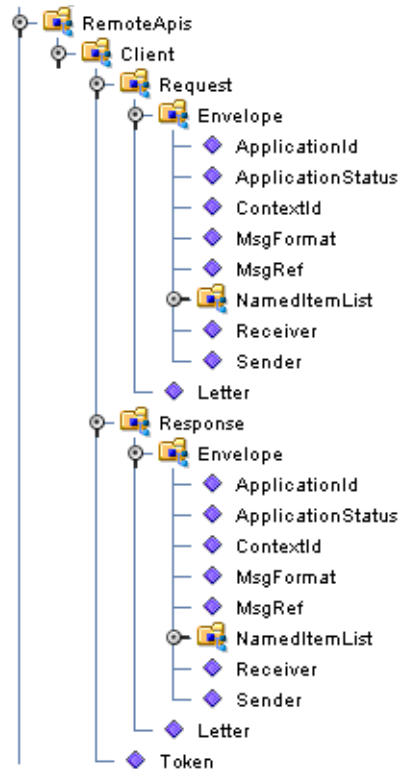 RemoteApis
Client
Request
Envelope
ApplicationId
ApplicationStatus
ContextId
MsgFormat
MsgRef
NamedItemList
Receiver
Sender
Letter
Response
Envelope
ApplicationId
ApplicationStatus
ContextId
MsgFormat
MsgRef
NamedItemList
Receiver
Sender
Letter
Token